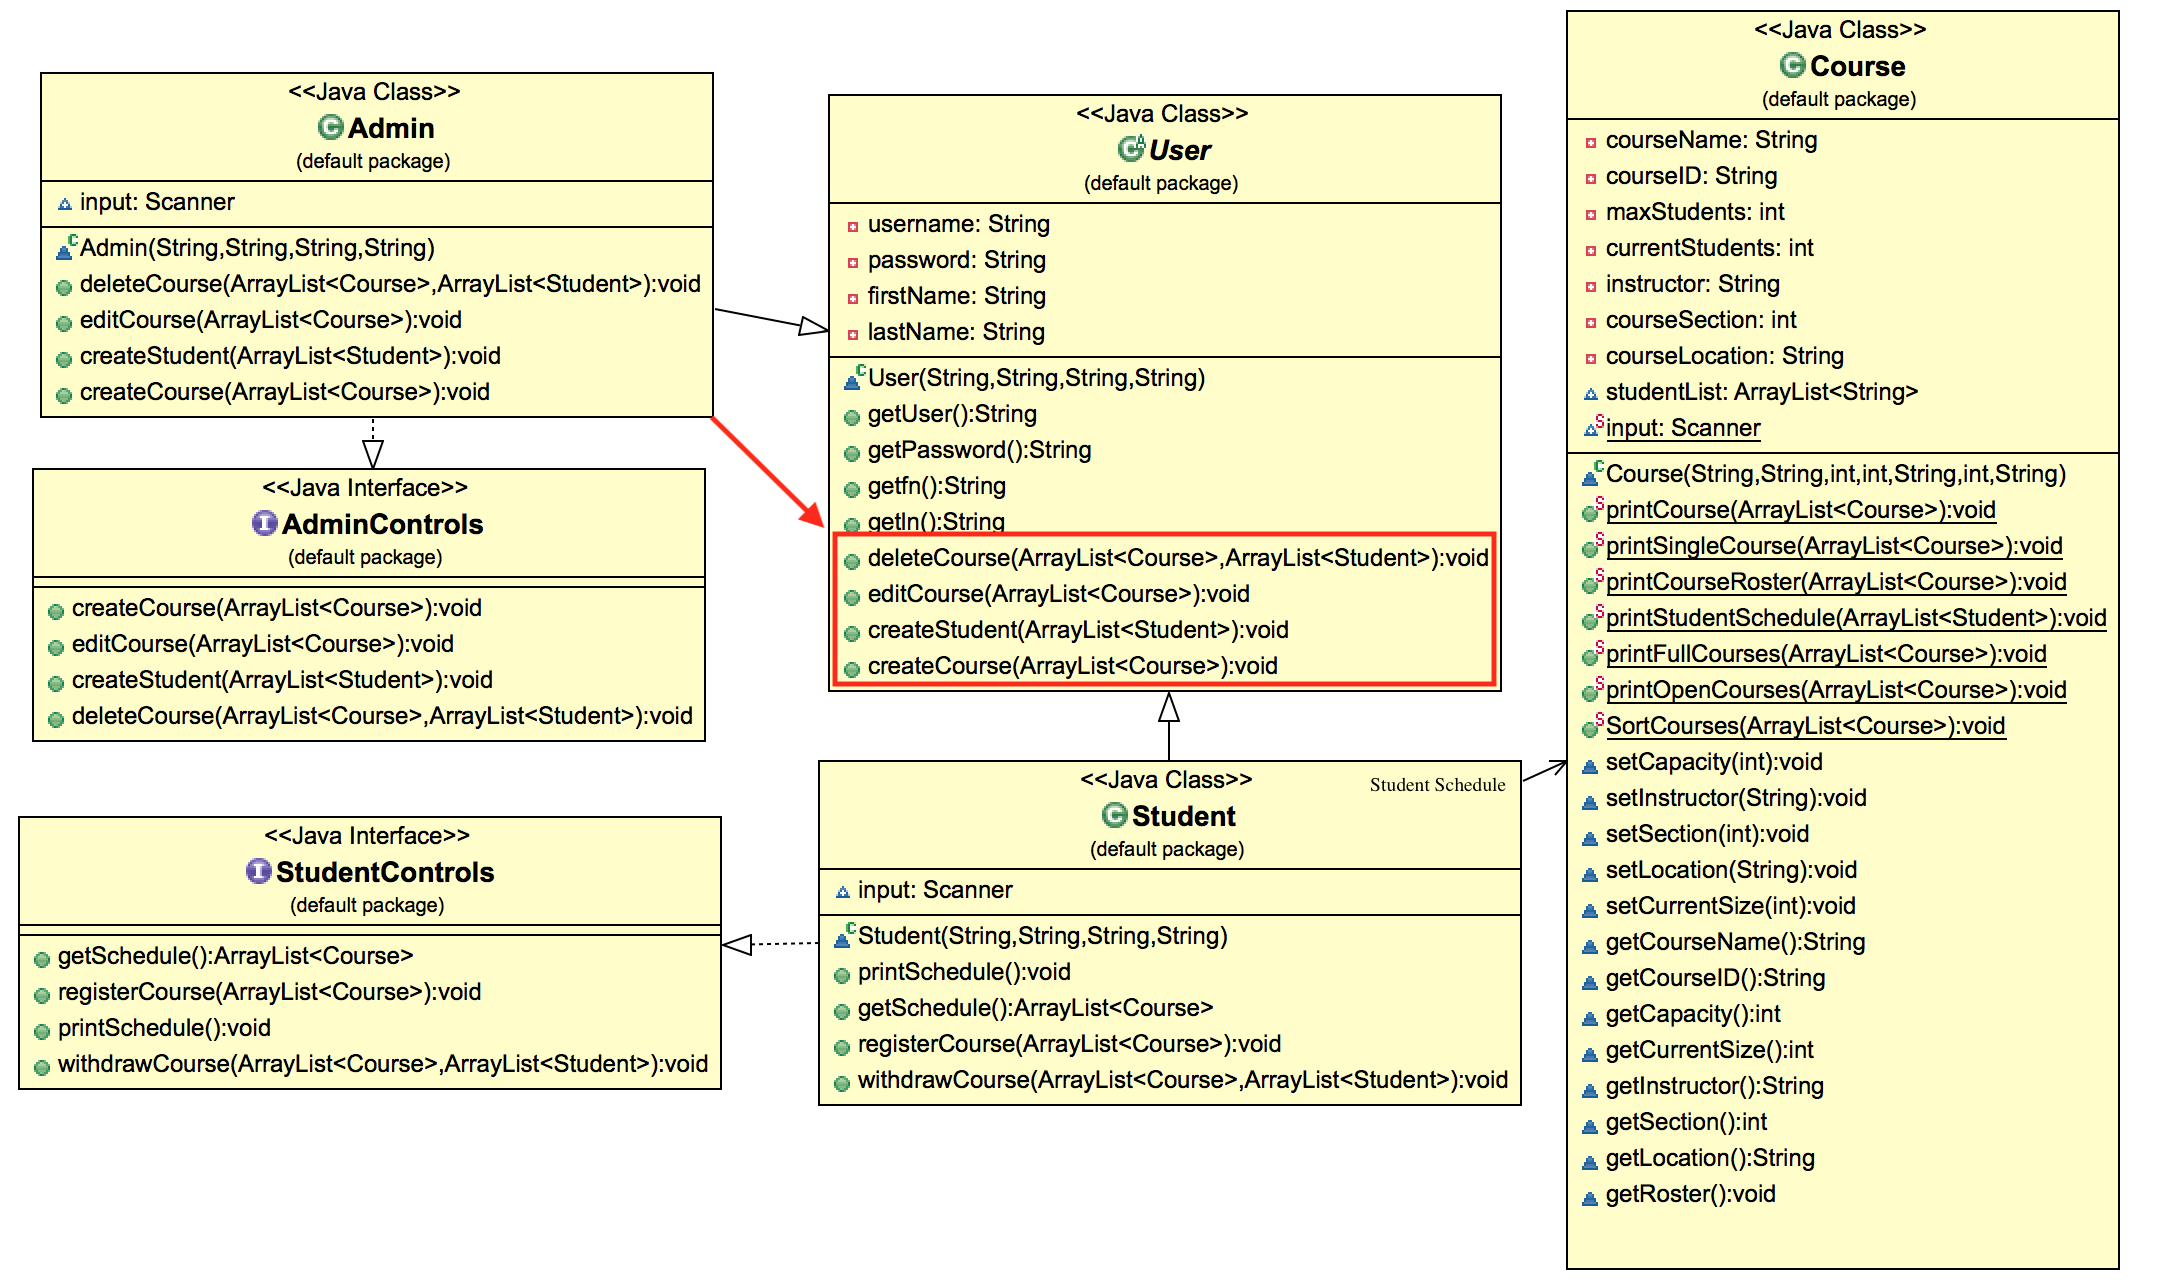 <<Java Class>>
Admin
(default package)
input: Scanner
Admin(String,String,String,String)
deleteCourse(ArrayList<Course>,ArrayList<Student>):void
editCourse(ArrayList<Course>):void
createStudent(ArrayList<Student>):void
createCourse(ArrayList<Course>):void
<<Java Interface>>
AdminControls
(default package)
createCourse(ArrayList<Course>):void
editCourse(ArrayList<Course>):void
createStudent(ArrayList<Student>):void
deleteCourse(ArrayList<Course>,ArrayList<Student>):void
<<Java Interface>>
StudentControls
(default package)
getSchedule():ArrayList<Course>
registerCourse(ArrayList<Course>):void
printSchedule():void
withdrawCourse(ArrayList<Course>,ArrayList<Student>):void
<<Java Class>>
User
(default package)
username: String
password: String
firstName: String
lastName: String
User(String,String,String,String)
getUser():String
getPassword():String
getfn():String
getln():String
deleteCourse(ArrayList<Course>,ArrayList<Student>):void
editCourse(ArrayList<Course>):void
createStudent(ArrayList<Student>):void
createCourse(ArrayList<Course>):void
<<Java Class>>
Student Schedule
Student
(default package)
input: Scanner
Student(String,String,String,String)
printSchedule():void
getSchedule():ArrayList<Course>
registerCourse(ArrayList<Course>):void
withdrawCourse(ArrayList<Course>,ArrayList<Student>):void
<<Java Class>>
Course
(default package)
courseName: String
courseID: String
maxStudents: int
currentStudents: int
instructor: String
courseSection: int
courseLocation: String
studentList: ArrayList<String>
input: Scanner
Course(String,String,int,int,String,int,String)
printCourse(ArrayList<Course>):void
printSingleCourse(ArrayList<Course>):void
printCourseRoster(ArrayList<Course>):void
printStudentSchedule(ArrayList<Student>):void
printFullCourses(ArrayList<Course>):void
printOpenCourses(ArrayList<Course>):void
SortCourses(ArrayList<Course>):void
setCapacity(int):void
setInstructor(String):void
setSection(int):void
setLocation(String):void
setCurrentSize(int):void
getCourseName():String
getCourseID():String
getCapacity():int
getCurrentSize():int
getInstructor():String
getSection():int
getLocation():String
getRoster():void